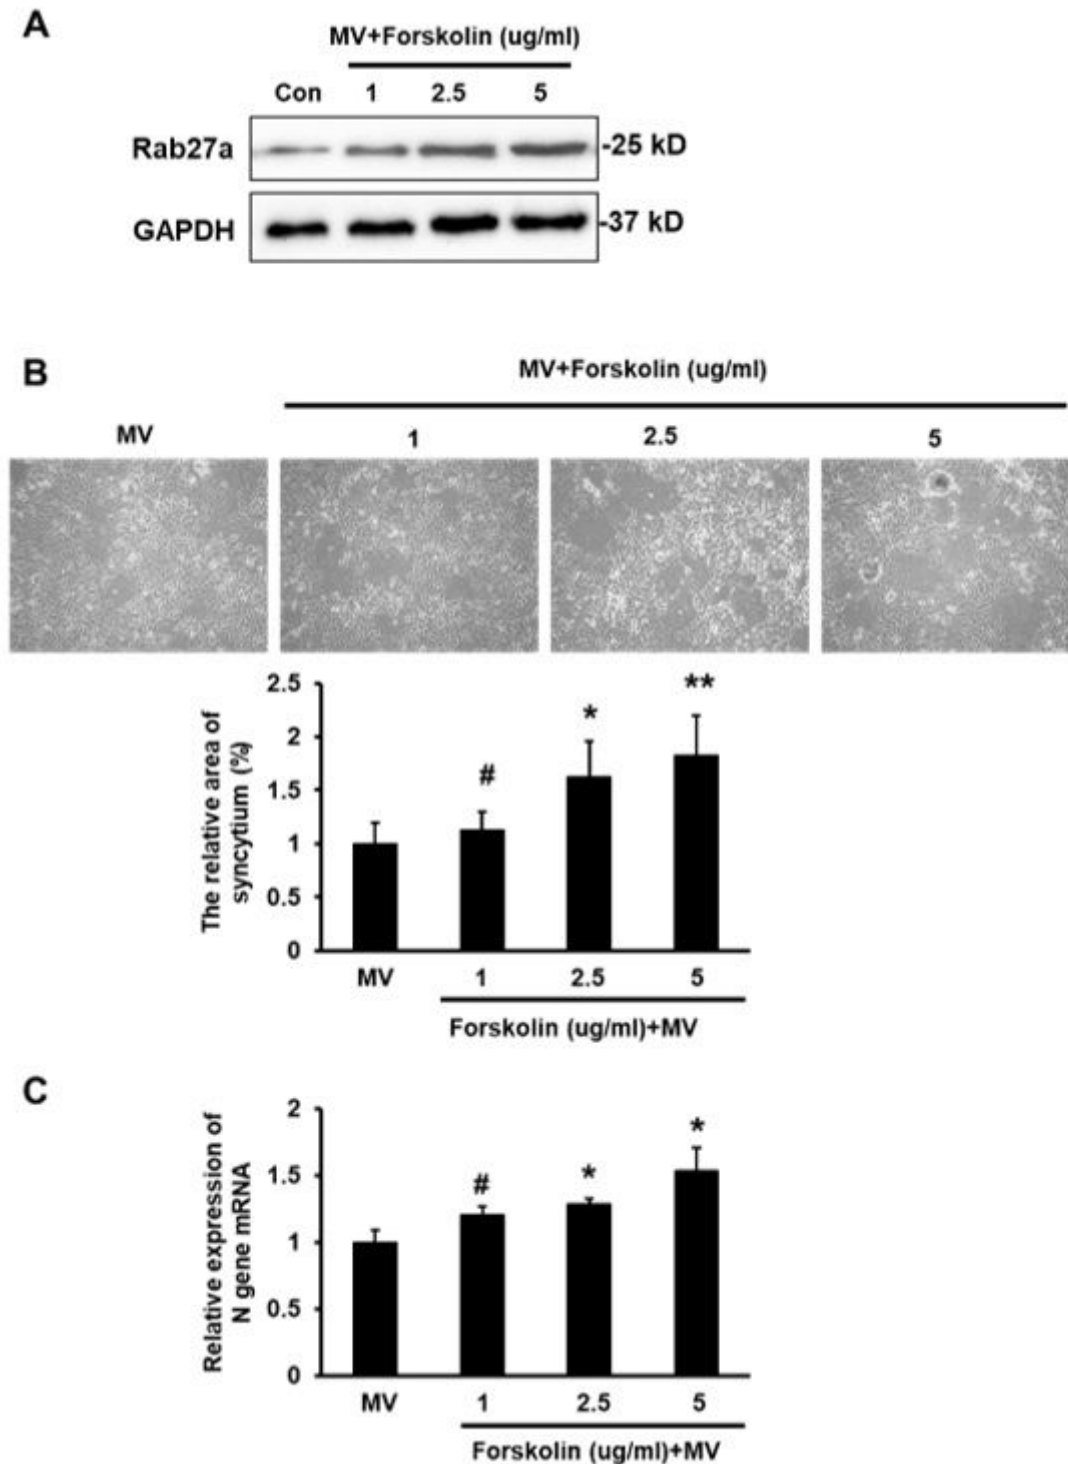 A
MV+Forskolin (ug/ml)
Con 1 2.5 5
Rab27a -25 kD
GAPDH -37 kD
B
MV+Forskolin (ug/ml)
MV 1 2.5 5
The relative area of
syncytium (%)
2.5
2
1.5
1
0.5
0
# * **
MV 1 2.5 5
Forskolin (ug/ml)+MV
C
Relative expression of
N gene mRNA
2
1.5
1
0.5
0
# * *
MV 1 2.5 5
Forskolin (ug/ml)+MV